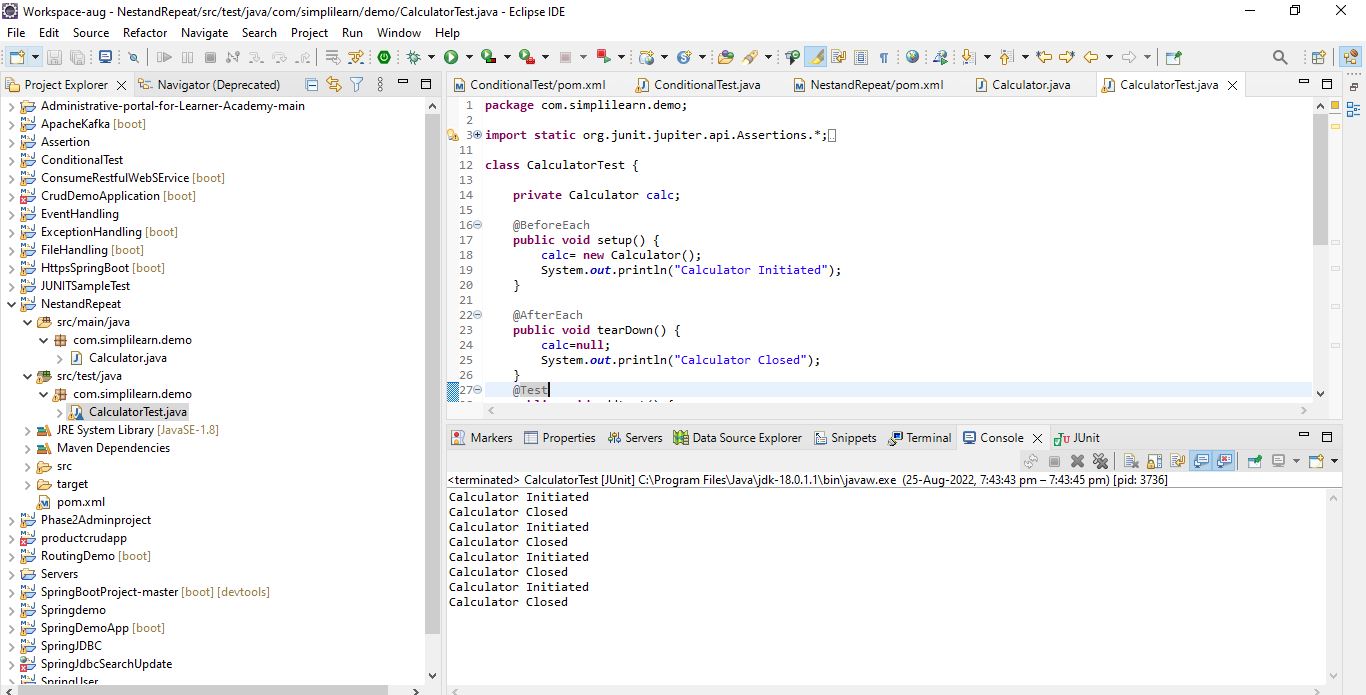 Workspace-aug - NestandRepeat/src/test/java/com/simplilearn/demo/CalculatorTest.java - Eclipse IDE
File Edit Source Refactor Navigate Search Project Run Window Help
Project Explorer Navigator (Deprecated)
Administrative-portal-for-Learner-Academy-main
ApacheKafka [boot]
Assertion
ConditionalTest
ConsumeRestfulWebSErvice [boot]
CrudDemoApplication [boot]
EventHandling
ExceptionHandling [boot]
FileHandling [boot]
HttpsSpringBoot [boot]
JUNITSampleTest
NestandRepeat
src/main/java
com.simplilearn.demo
Calculator.java
src/test/java
com.simplilearn.demo
CalculatorTest.java
JRE System Library [JavaSE-1.8]
Maven Dependencies
src
target
pom.xml
Phase2Adminproject
productcrudapp
RoutingDemo [boot]
Servers
SpringBootProject-master [boot] [devtools]
Springdemo
SpringDemoApp [boot]
SpringJDBC
SpringJdbcSearchUpdate
SpringUser
ConditionalTest/pom.xml ConditionalTest.java NestandRepeat/pom.xml Calculator.java CalculatorTest.java
1 package com.simplilearn.demo;
2
3 import static org.junit.jupiter.api.Assertions.*;
11
12 class CalculatorTest {
13
14 private Calculator calc;
15
16 @BeforeEach
17 public void setup() {
18 calc= new Calculator();
19 System.out.println("Calculator Initiated");
20 }
21
22 @AfterEach
23 public void tearDown() {
24 calc=null;
25 System.out.println("Calculator Closed");
26 }
27 @Test
Markers Properties Servers Data Source Explorer Snippets Terminal Console JUnit
<terminated> CalculatorTest [JUnit] C:\Program Files\Java\jdk-18.0.1.1\bin\javaw.exe (25-Aug-2022, 7:43:43 pm – 7:43:45 pm) [pid: 3736]
Calculator Initiated
Calculator Closed
Calculator Initiated
Calculator Closed
Calculator Initiated
Calculator Closed
Calculator Initiated
Calculator Closed